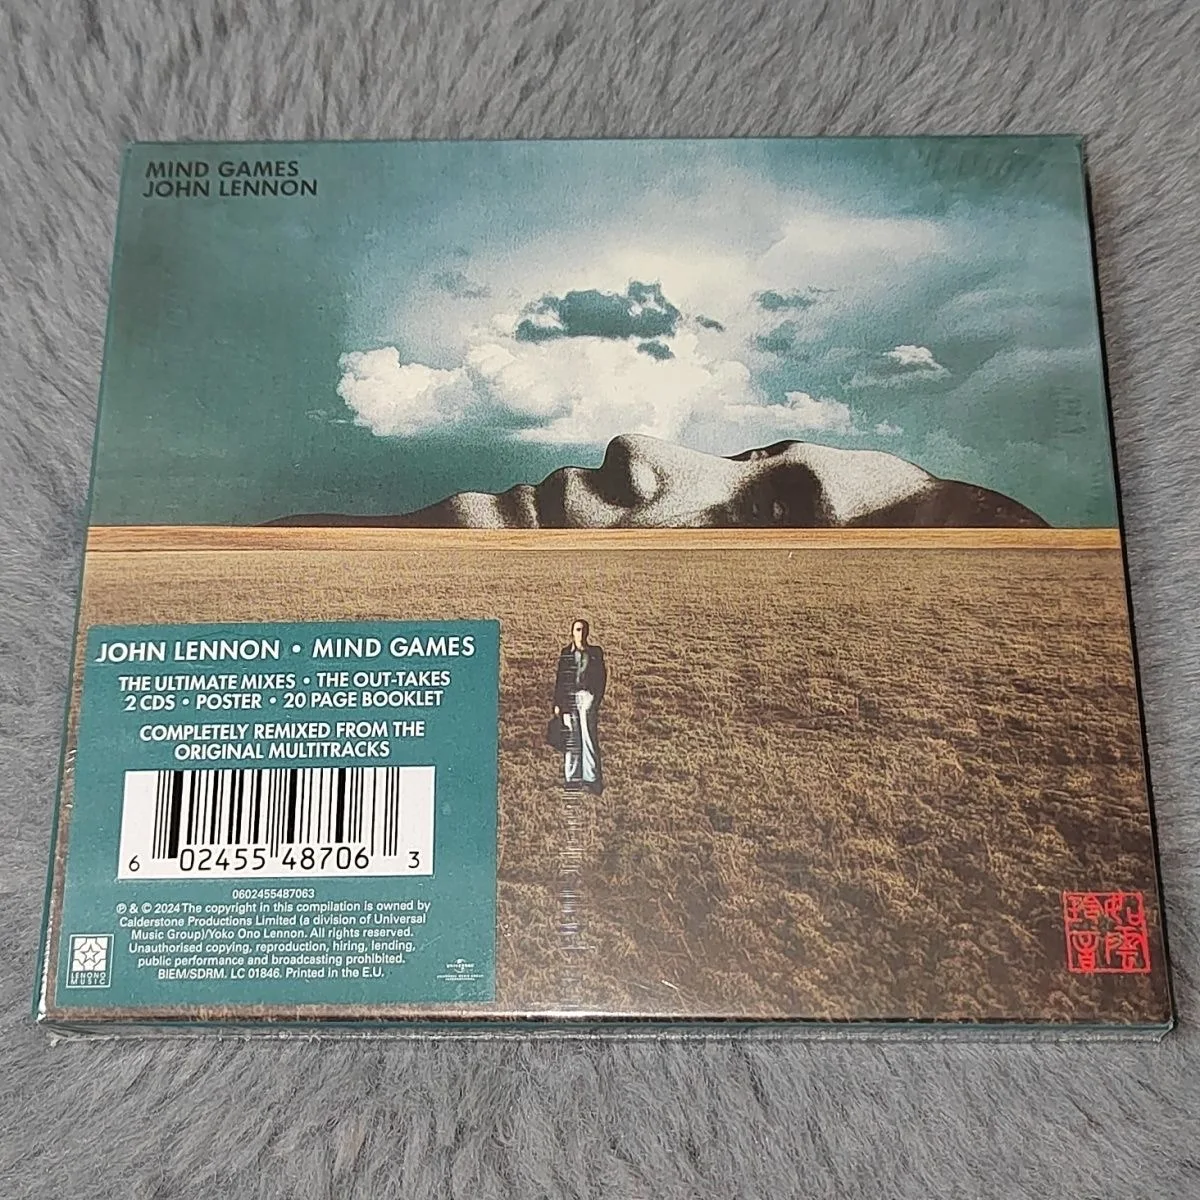 MIND GAMES
JOHN LENNON
JOHN LENNON • MIND GAMES
THE ULTIMATE MIXES • THE OUT-TAKES
2 CDS • POSTER • 20 PAGE BOOKLET
COMPLETELY REMIXED FROM THE
ORIGINAL MULTITRACKS
6 02455 48706 3
0602455487063
℗ & © 2024 The copyright in this compilation is owned by
Calderstone Productions Limited (a division of Universal
Music Group)/Yoko Ono Lennon. All rights reserved.
Unauthorised copying, reproduction, hiring, lending,
public performance and broadcasting prohibited.
BIEM/SDRM. LC 01846. Printed in the E.U.
LENONO
MUSIC
UNIVERSAL